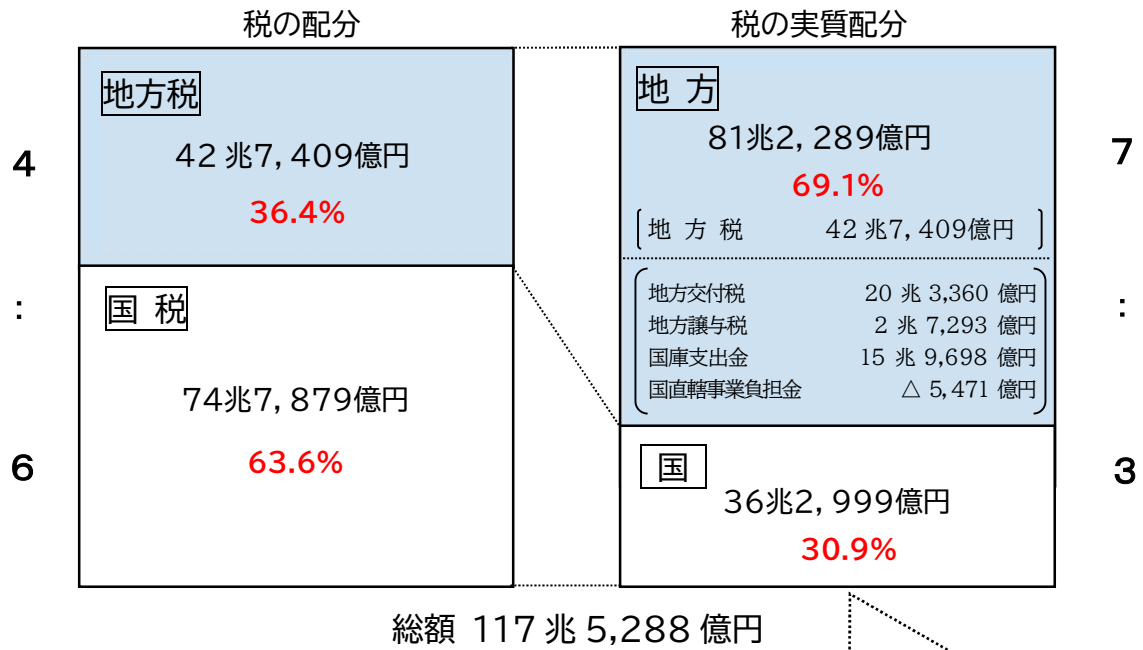 税の配分
税の実質配分
4
:
6
地方税
42 兆7, 409億円
36.4%
国 税
74兆7, 879億円
63.6%
地 方
81兆2, 289億円
69.1%
地 方 税 42 兆7, 409億円
地方交付税 20 兆 3,360 億円
地方譲与税 2 兆 7,293 億円
国庫支出金 15 兆 9,698 億円
国直轄事業負担金 △ 5,471 億円
国
36兆2, 999億円
30.9%
7
:
3
総額 117 兆 5,288 億円